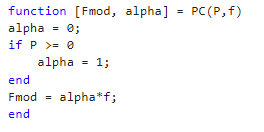 function [Fmod, alpha] = PC(P,f)
alpha = 0;
if P >= 0
    alpha = 1;
end
Fmod = alpha*f;
end